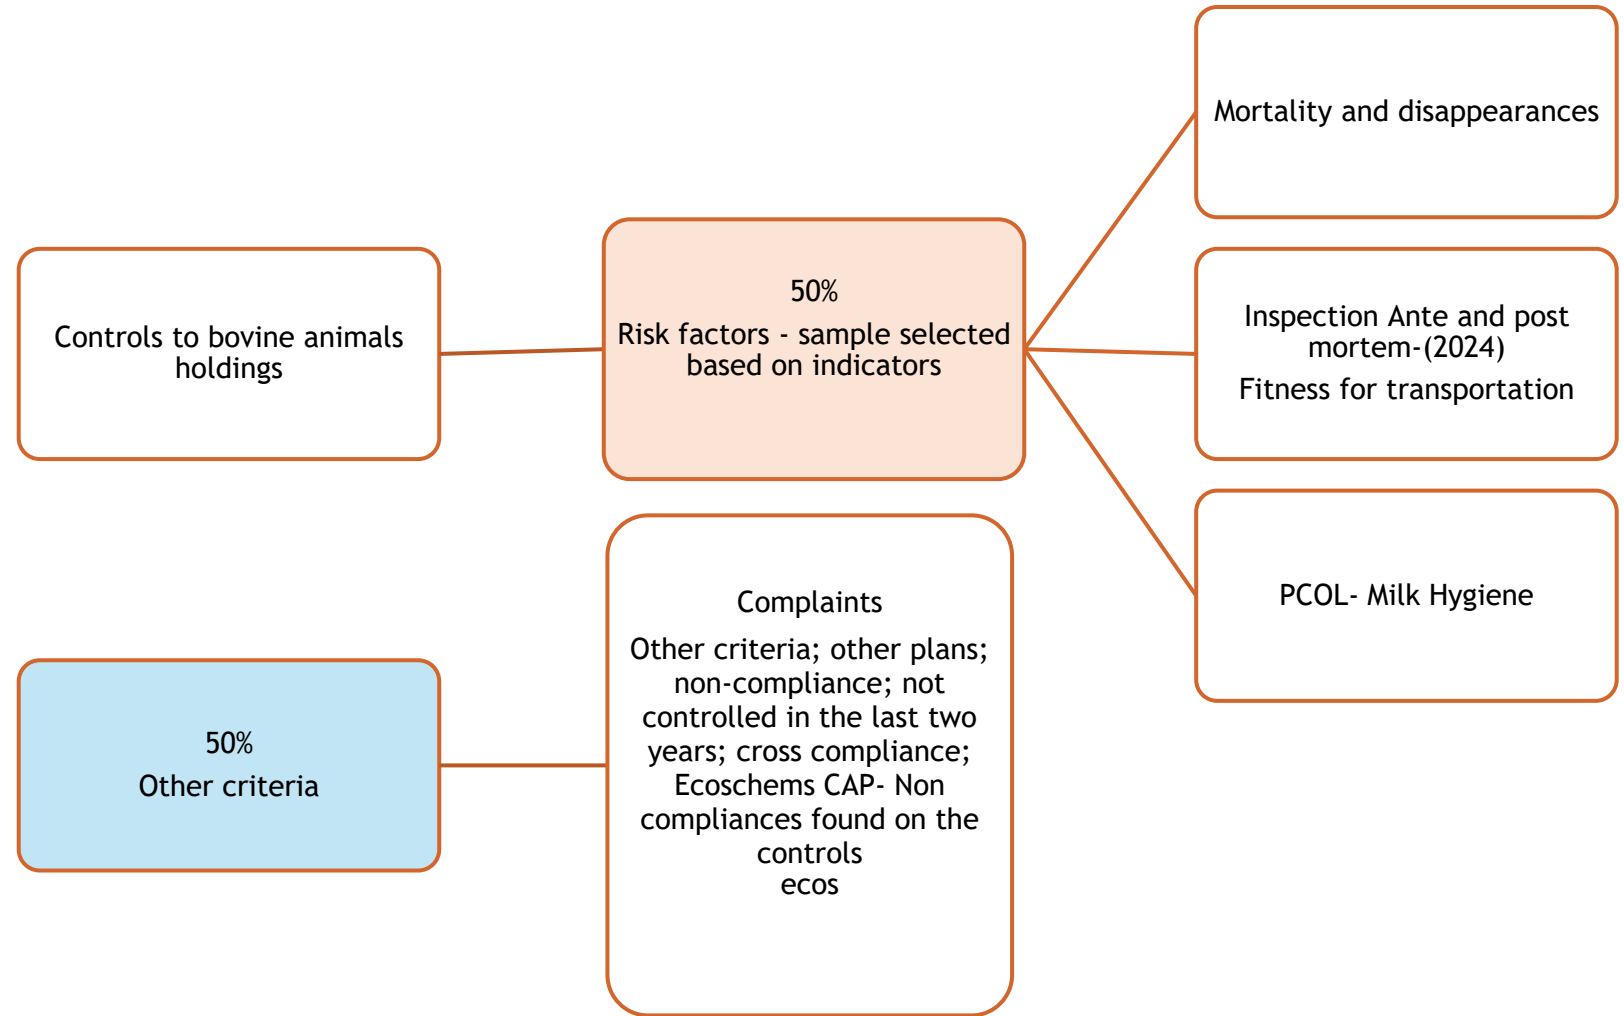 Controls to bovine animals
holdings
50%
Risk factors - sample selected
based on indicators
Mortality and disappearances
Inspection Ante and post
mortem-(2024)
Fitness for transportation
PCOL- Milk Hygiene
50%
Other criteria
Complaints
Other criteria; other plans;
non-compliance; not
controlled in the last two
years; cross compliance;
Ecoschems CAP- Non
compliances found on the
controls
ecos